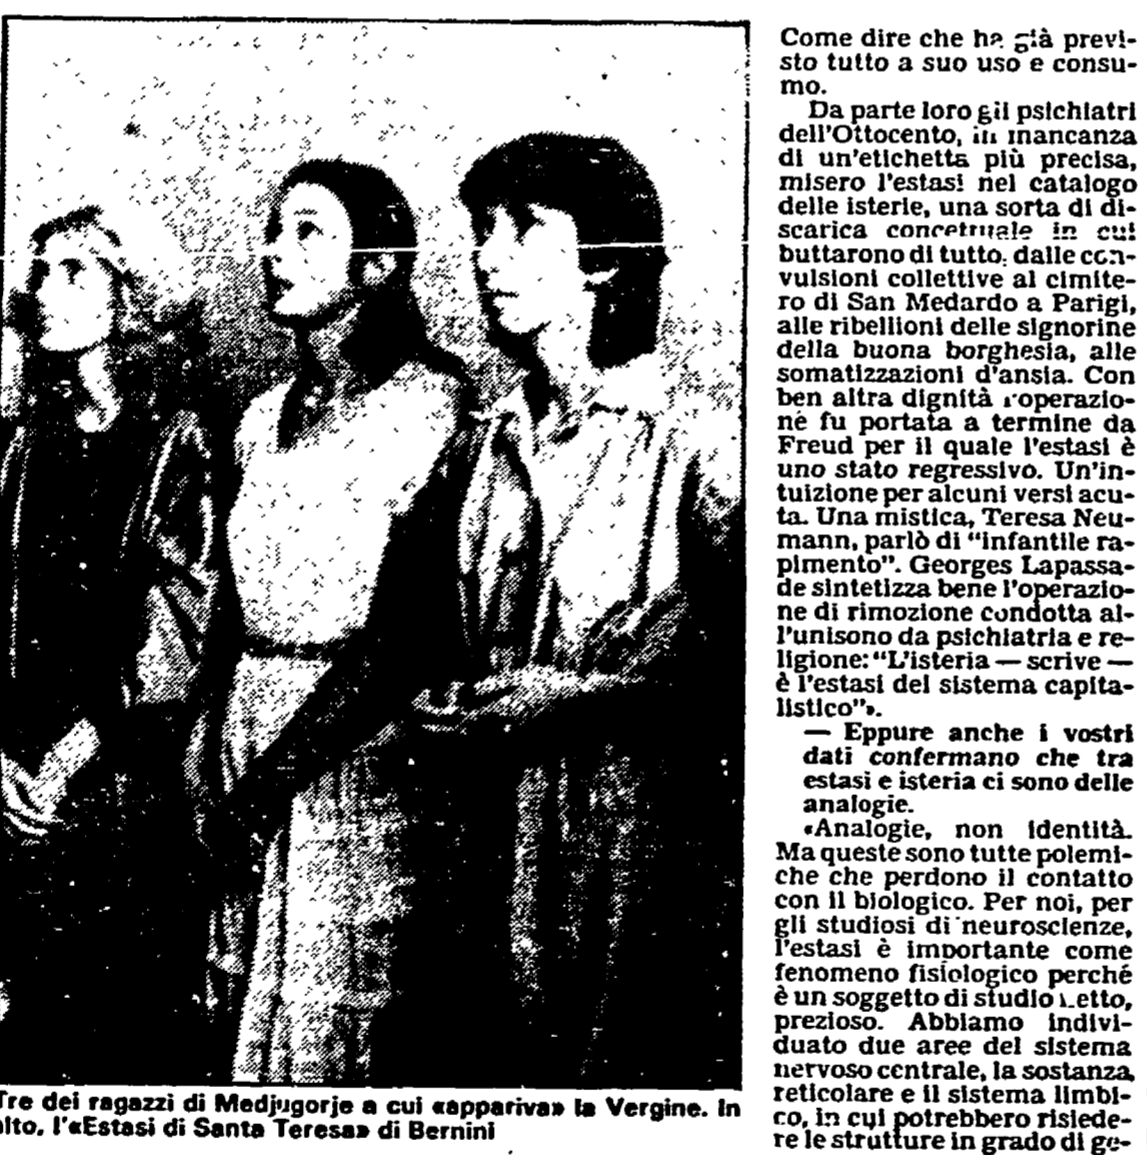 Come dire che ha già previ-
sto tutto a suo uso e consu-
mo.
Da parte loro gli psichiatri
dell'Ottocento, in mancanza
di un'etichetta più precisa,
misero l'estasi nel catalogo
delle isterie, una sorta di di-
scarica concettuale in cui
buttarono di tutto: dalle con-
vulsioni collettive al cimite-
ro di San Medardo a Parigi,
alle ribellioni delle signorine
della buona borghesia, alle
somatizzazioni d'ansia. Con
ben altra dignità l'operazio-
ne fu portata a termine da
Freud per il quale l'estasi è
uno stato regressivo. Un'in-
tuizione per alcuni versi acu-
ta. Una mistica, Teresa Neu-
mann, parlò di "infantile ra-
pimento". Georges Lapassa-
de sintetizza bene l'operazio-
ne di rimozione condotta al-
l'unisono da psichiatria e re-
ligione: "L'isteria — scrive —
è l'estasi del sistema capita-
listico"».
— Eppure anche i vostri
dati confermano che tra
estasi e isteria ci sono delle
analogie.
«Analogie, non identità.
Ma queste sono tutte polemi-
che che perdono il contatto
con il biologico. Per noi, per
gli studiosi di neuroscienze,
l'estasi è importante come
fenomeno fisiologico perché
è un soggetto di studio
prezioso. Abbiamo indivi-
duato due aree del sistema
nervoso centrale, la sostanza
reticolare e il sistema limbi-
co, in cui potrebbero risiede-
re le strutture in grado di ge-
Tre dei ragazzi di Medjugorje a cui «appariva» la Vergine. In
alto, l'«Estasi di Santa Teresa» di Bernini